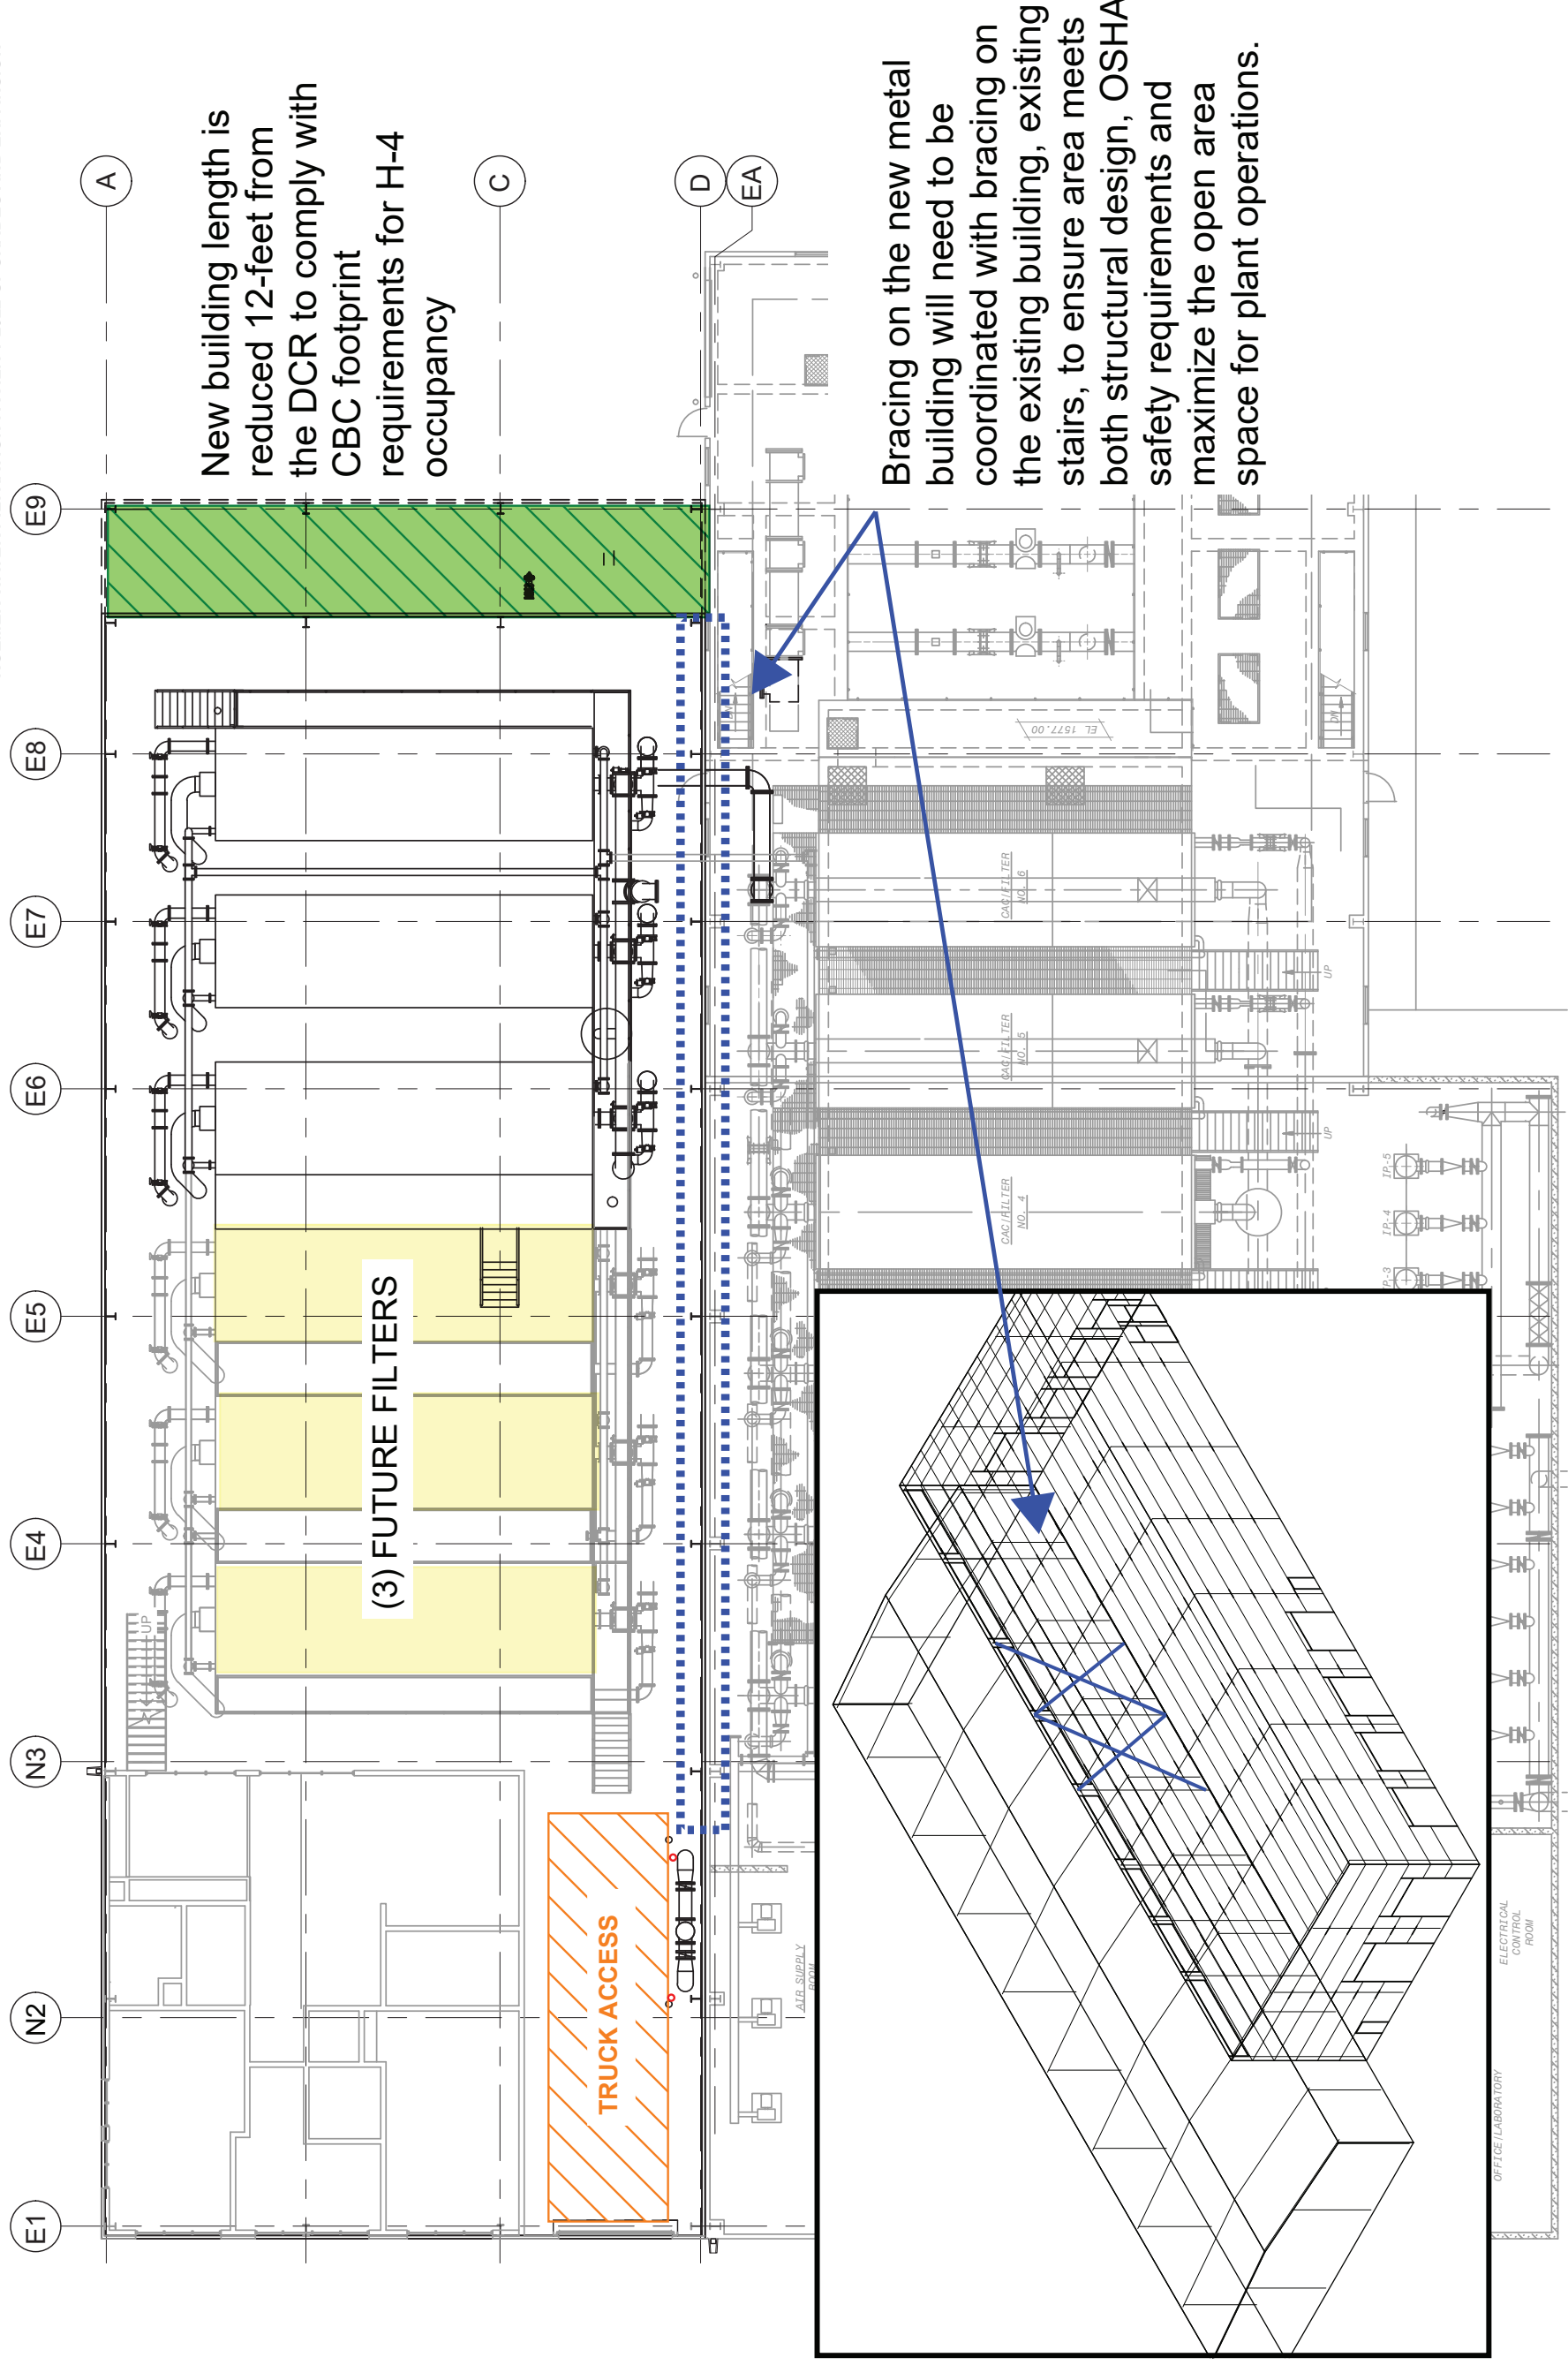 New building length is
reduced 12-feet from
the DCR to comply with
CBC footprint
requirements for H-4
occupancy
Bracing on the new metal
building will need to be
coordinated with bracing on
the existing building, existing
stairs, to ensure area meets
both structural design, OSHA
safety requirements and
maximize the open area
space for plant operations.
E1
N2
N3
E4
E5
E6
E7
E8
E9
A
C
D
EA
(3) FUTURE FILTERS
TRUCK ACCESS
UP
AIR SUPPLY
ROOM
EL 1577.00
DN
DN
CAC/FILTER
NO. 6
CAC/FILTER
NO. 5
CAC/FILTER
NO. 4
UP
UP
IP-5
IP-4
P-3
ELECTRICAL
CONTROL
ROOM
OFFICE/LABORATORY